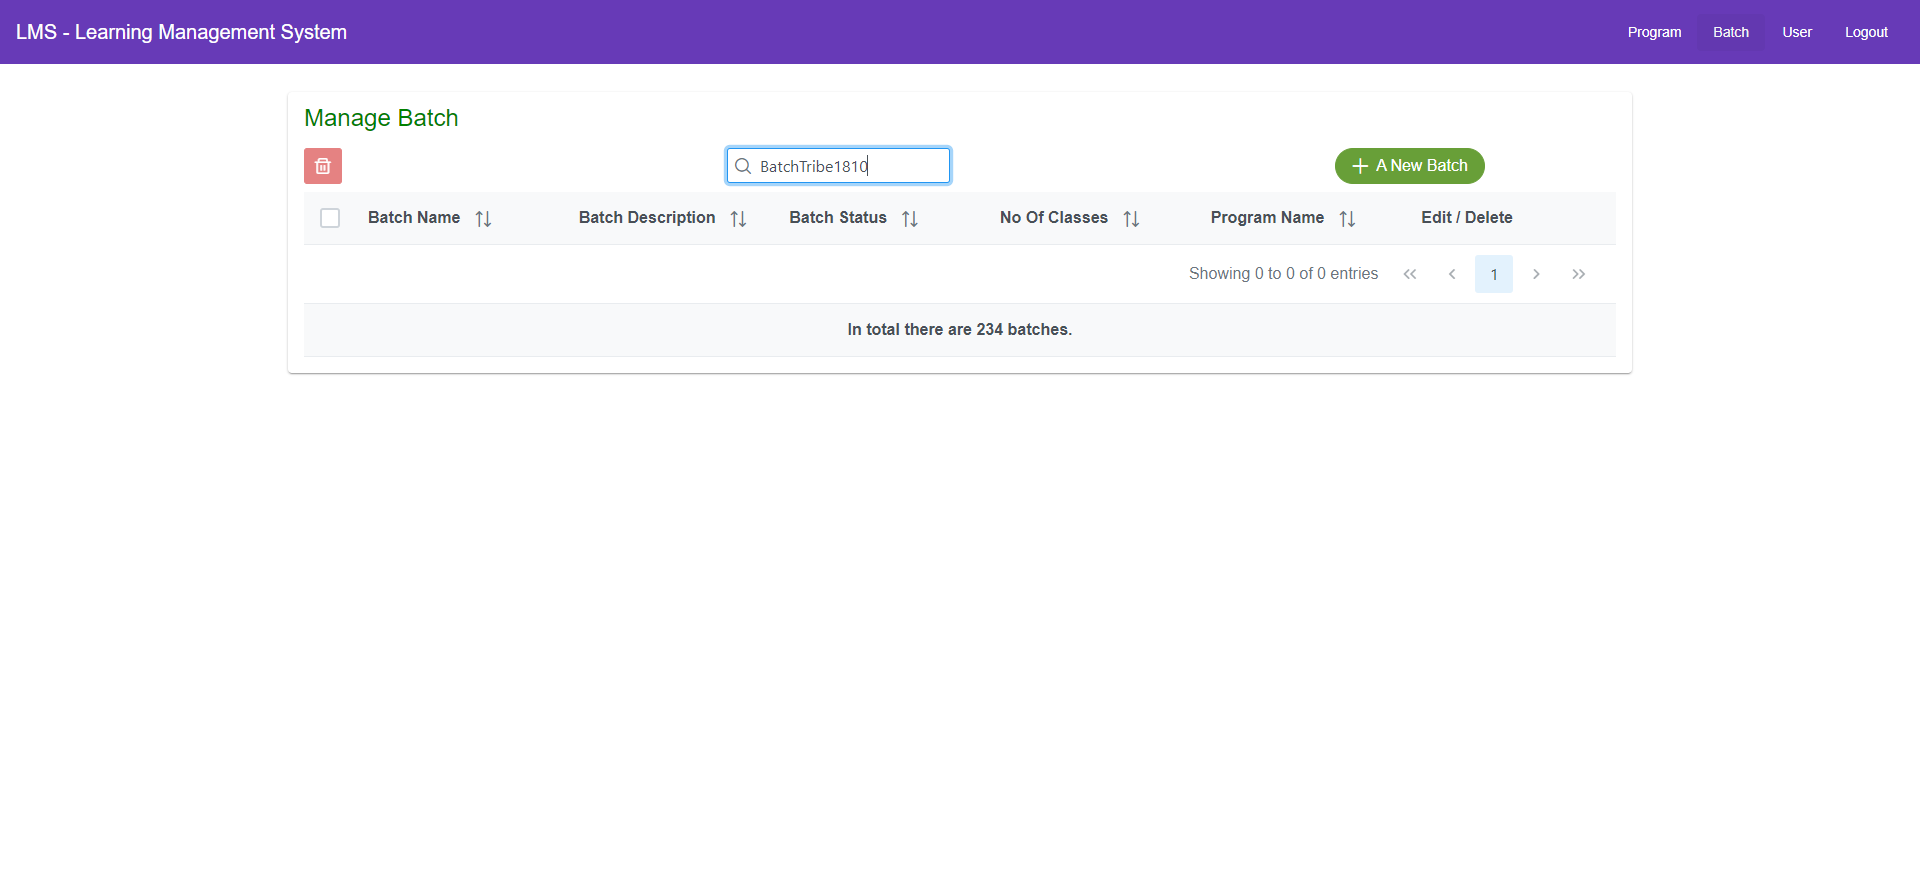 LMS - Learning Management System Program Batch User Logout
Manage Batch
BatchTribe1810 A New Batch
Batch Name Batch Description Batch Status No Of Classes Program Name Edit / Delete
Showing 0 to 0 of 0 entries 1
In total there are 234 batches.